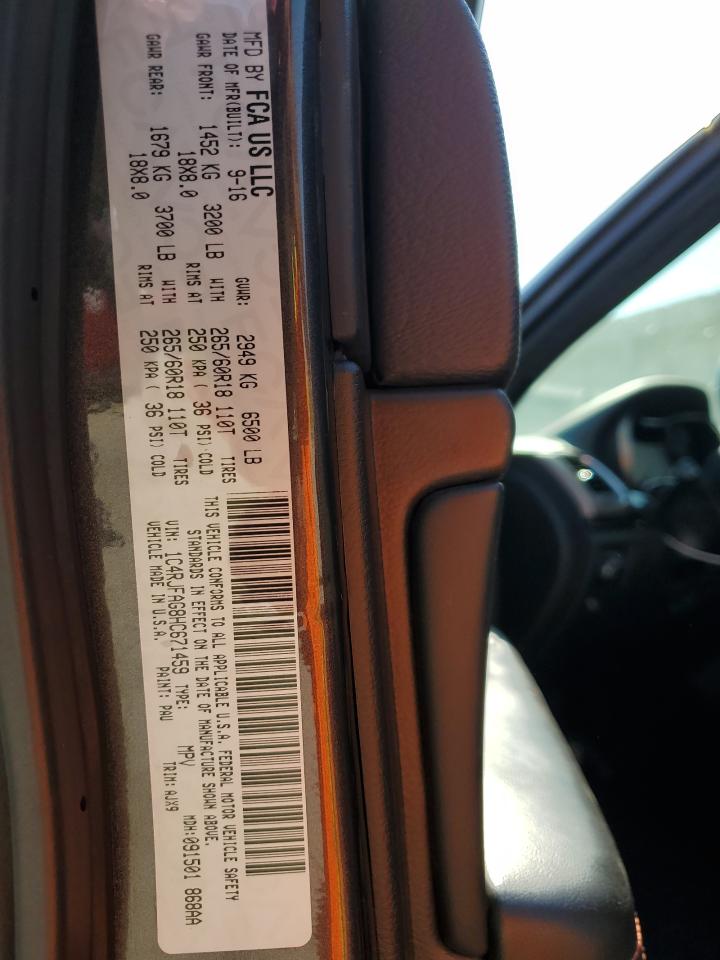 MFD BY FCA US LLC
DATE OF MFR(BUILT): 9-16 GVWR: 2949 KG 6500 LB
GAWR FRONT: 1452 KG 3200 LB WITH 265/60R18 110T TIRES
18X8.0 RIMS AT 250 KPA ( 36 PSI) COLD
GAWR REAR: 1679 KG 3700 LB WITH 265/60R18 110T TIRES
18X8.0 RIMS AT 250 KPA ( 36 PSI) COLD
THIS VEHICLE CONFORMS TO ALL APPLICABLE U.S.A. FEDERAL MOTOR VEHICLE SAFETY
STANDARDS IN EFFECT ON THE DATE OF MANUFACTURE SHOWN ABOVE.
VIN: 1C4RJFAG8HC671459 TYPE: MPV MDH:091501 868AA
VEHICLE MADE IN U.S.A. PAINT: PAU TRIM: AJX9